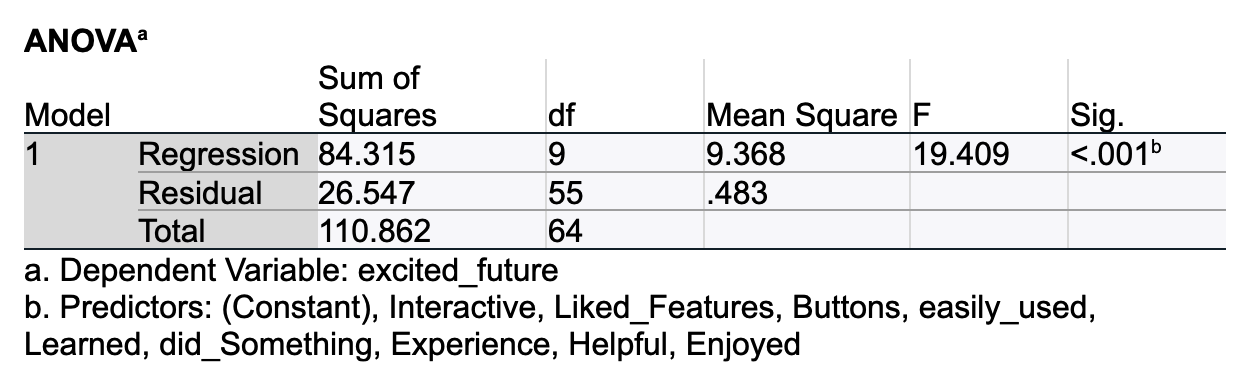 ANOVAᵃ
Model Sum of Squares df Mean Square F Sig.
1 Regression 84.315 9 9.368 19.409 <.001ᵇ
Residual 26.547 55 .483
Total 110.862 64
a. Dependent Variable: excited_future
b. Predictors: (Constant), Interactive, Liked_Features, Buttons, easily_used,
Learned, did_Something, Experience, Helpful, Enjoyed